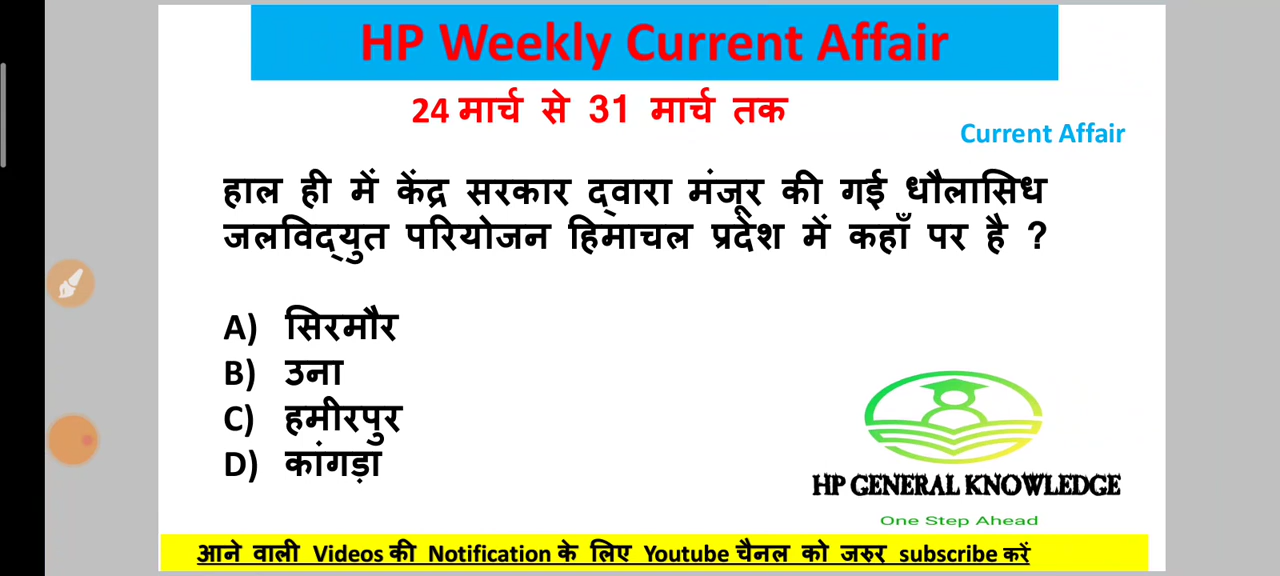 HP Weekly Current Affair
24 मार्च से 31 मार्च तक
Current Affair
हाल ही में केंद्र सरकार द्वारा मंजूर की गई धौलासिध
जलविद्युत परियोजन हिमाचल प्रदेश में कहाँ पर है ?
A) सिरमौर
B) उना
C) हमीरपुर
D) कांगड़ा
HP GENERAL KNOWLEDGE
One Step Ahead
आने वाली Videos की Notification के लिए Youtube चैनल को जरुर subscribe करें